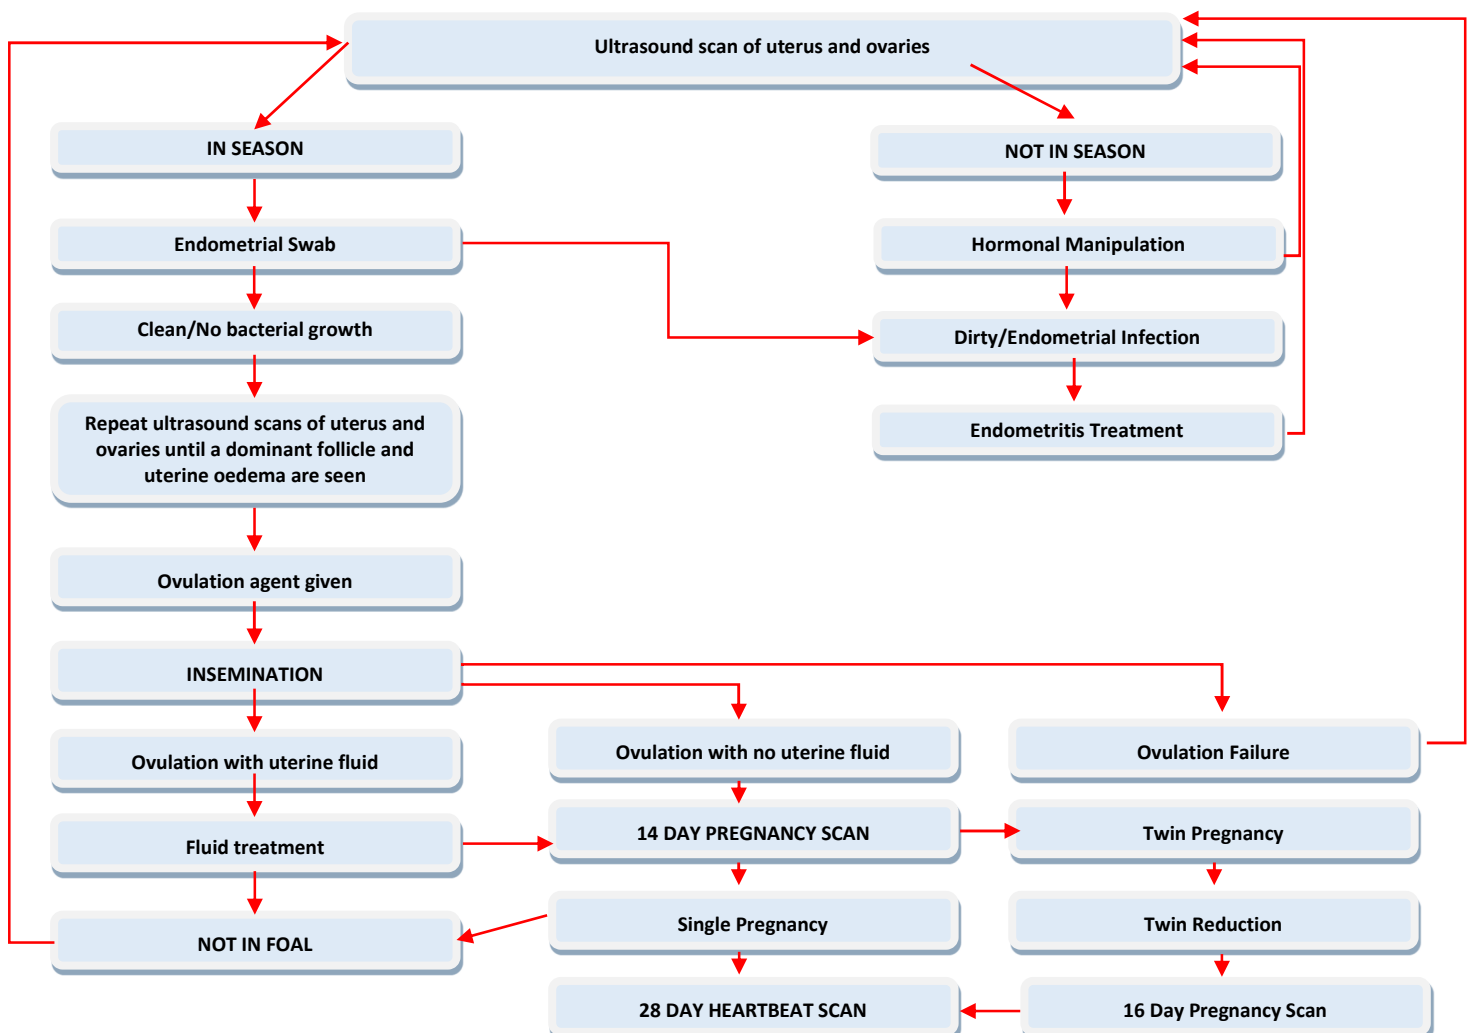 Ultrasound scan of uterus and ovaries
IN SEASON
NOT IN SEASON
Endometrial Swab
Hormonal Manipulation
Clean/No bacterial growth
Dirty/Endometrial Infection
Repeat ultrasound scans of uterus and
ovaries until a dominant follicle and
uterine oedema are seen
Endometritis Treatment
Ovulation agent given
INSEMINATION
Ovulation with uterine fluid
Ovulation with no uterine fluid
Ovulation Failure
Fluid treatment
14 DAY PREGNANCY SCAN
Twin Pregnancy
NOT IN FOAL
Single Pregnancy
Twin Reduction
28 DAY HEARTBEAT SCAN
16 Day Pregnancy Scan